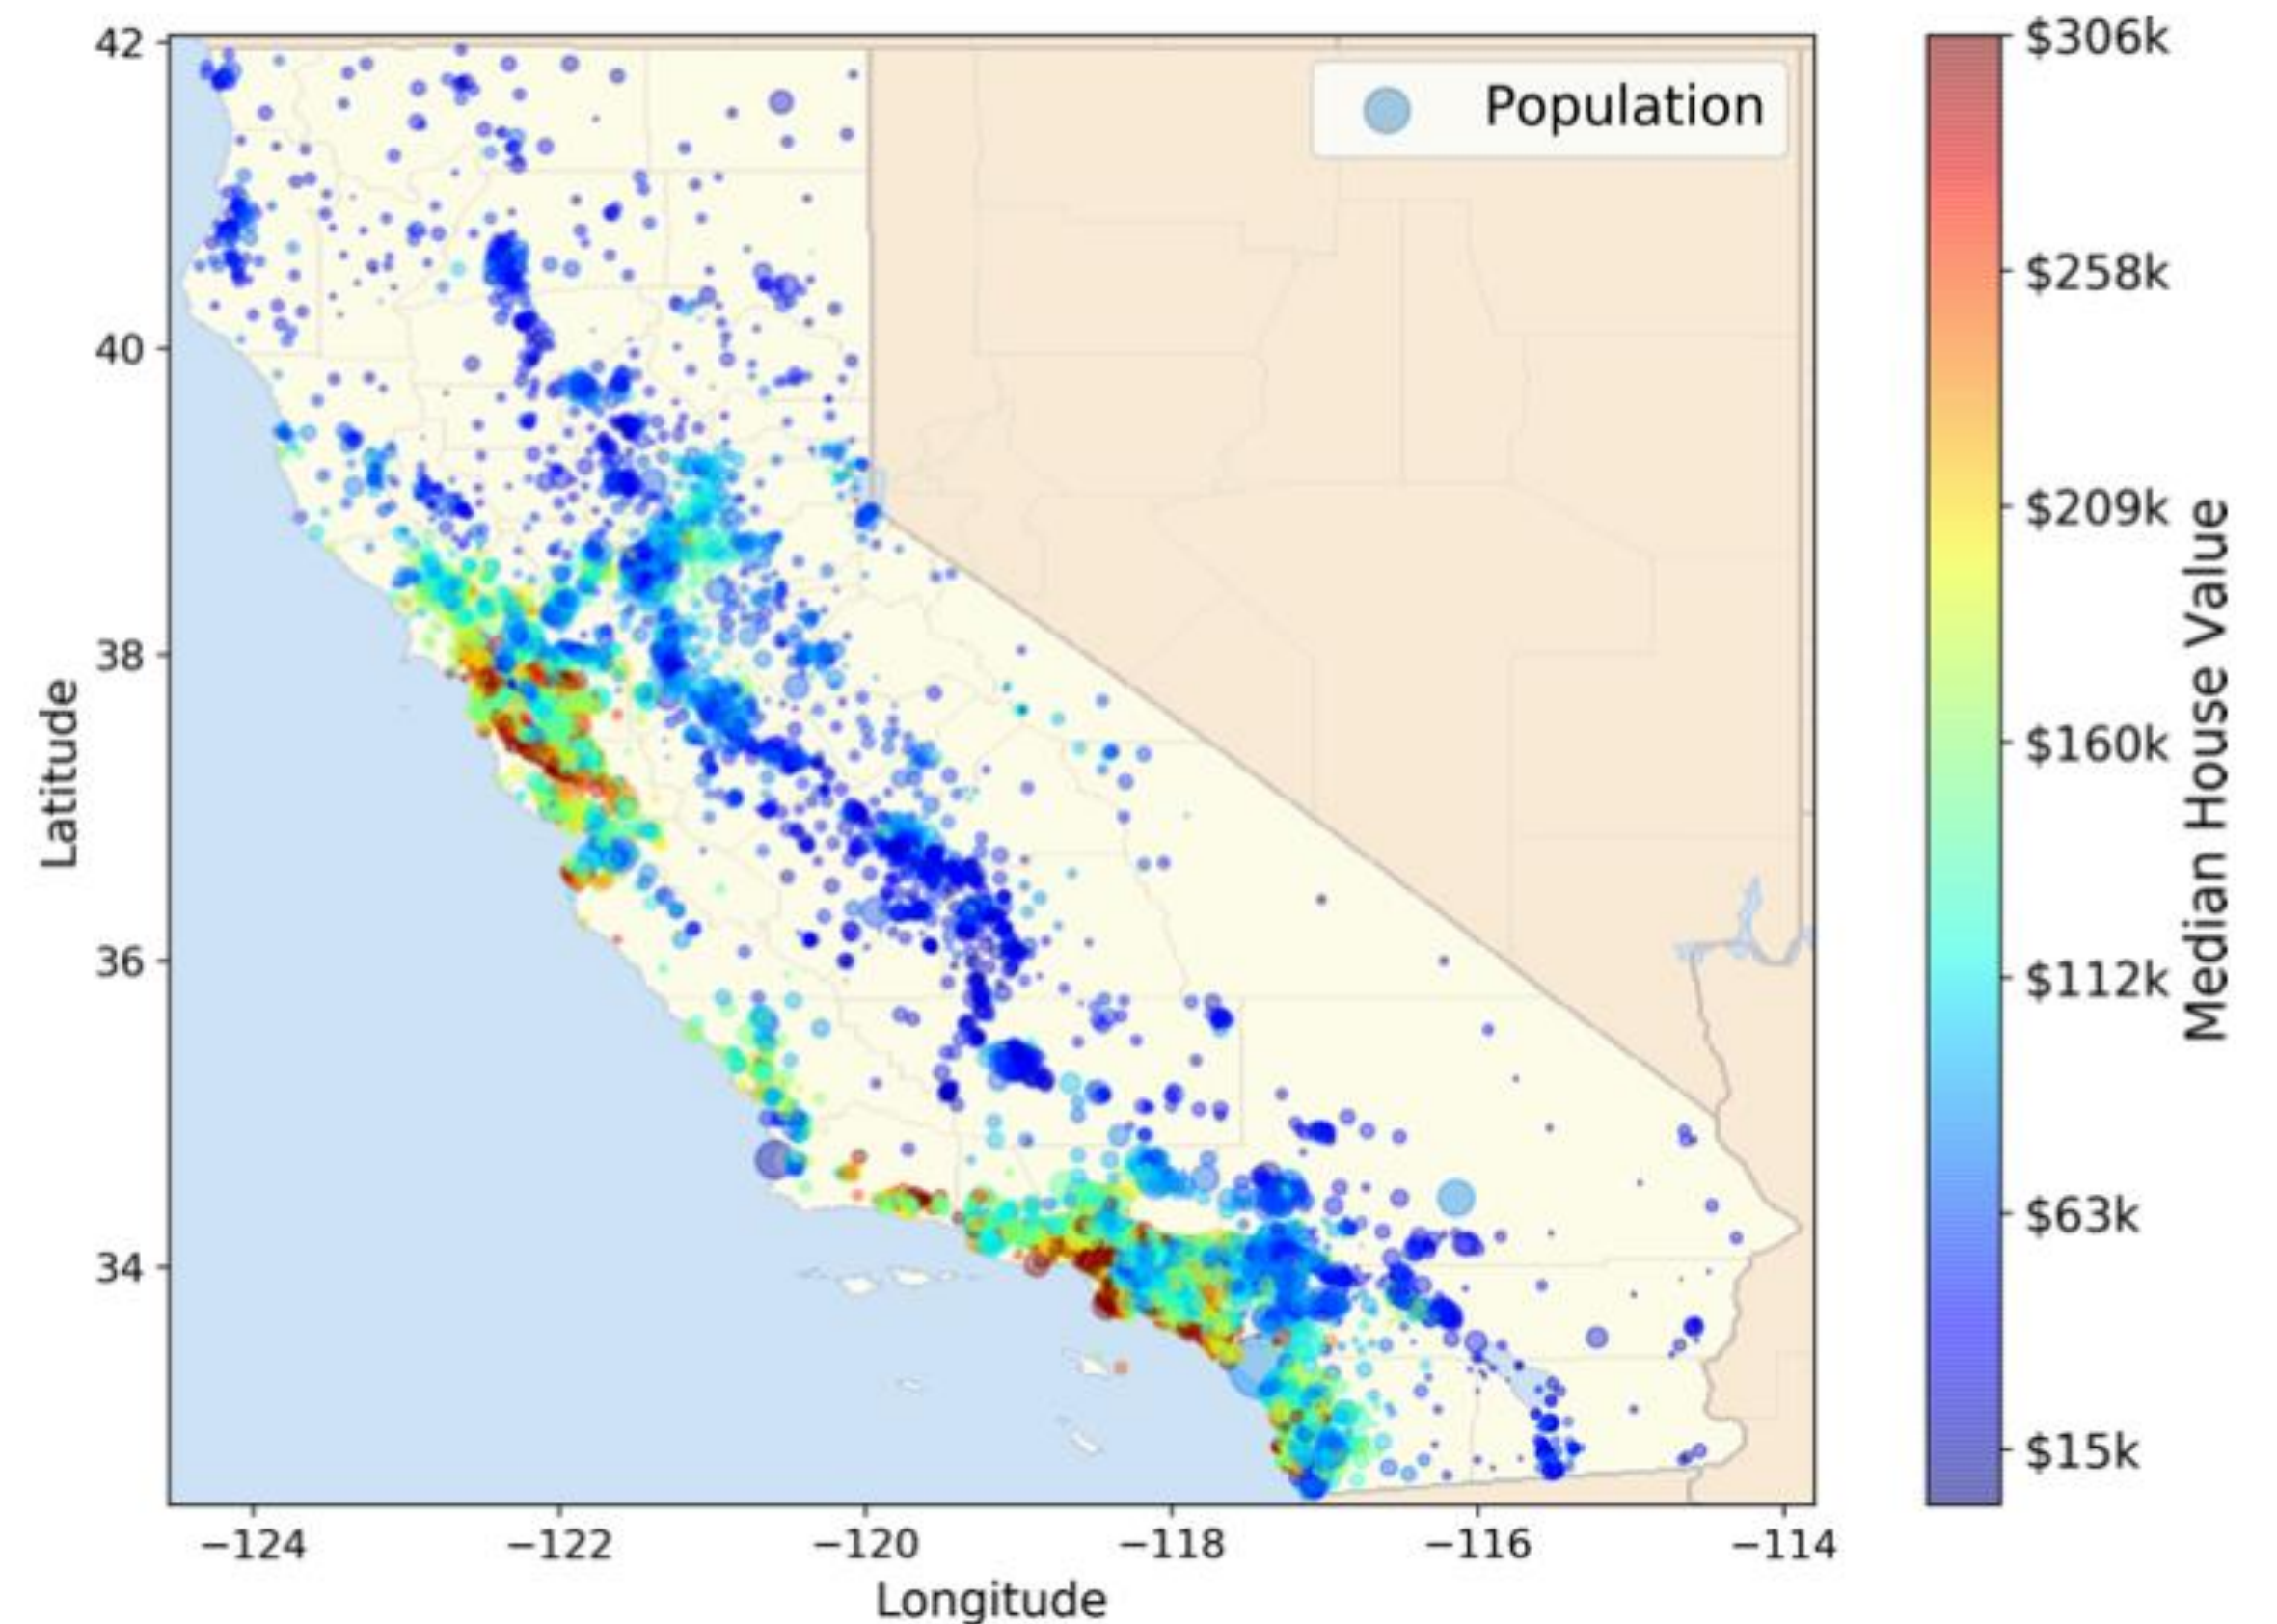 42
40
38
36
34
Latitude
−124
−122
−120
−118
−116
−114
Longitude
Population
$306k
$258k
$209k
$160k
$112k
$63k
$15k
Median House Value